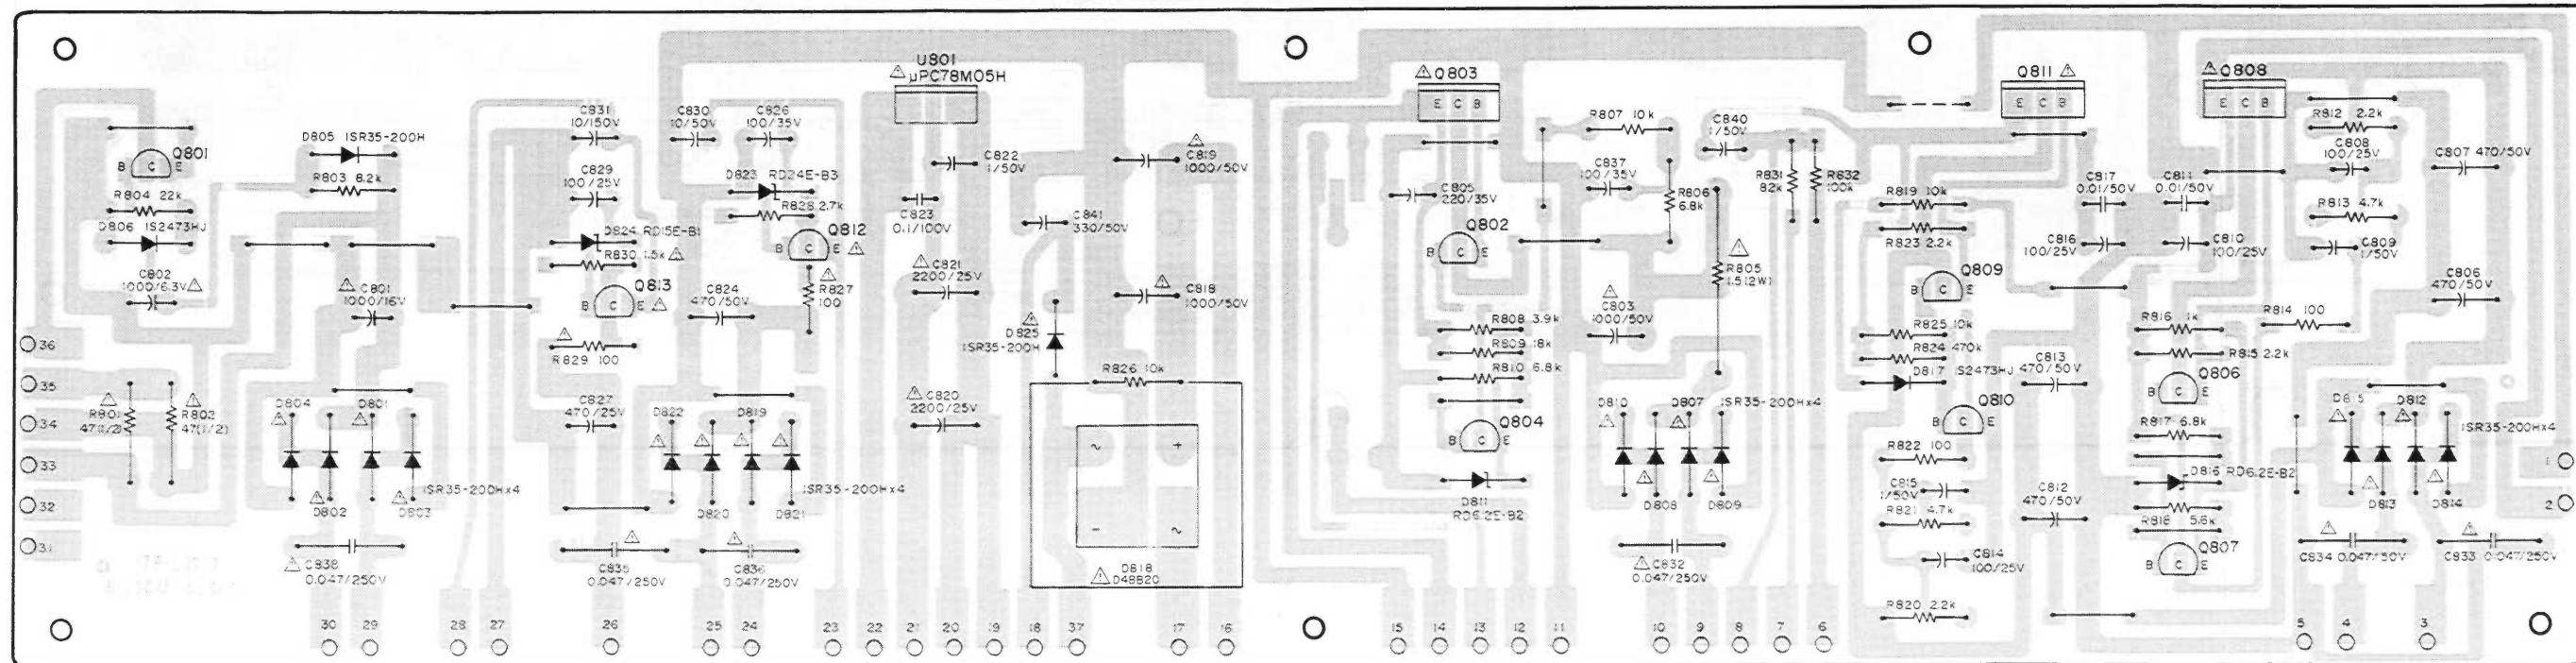 U801
⚠ µPC78M05H
⚠ Q803
Q811 ⚠
⚠ Q808
C831
10/150V
C830
10/50V
C826
100/35V
D805 1SR35-200H
R803 8.2k
Q801
B C E
R804 22k
D806 1S2473HJ
C802
1000/6.3V ⚠
⚠ C801
1000/16V
C829
100/25V
D823 RD24E-B3
R828 2.7k
D824 RD15E-B1
R830 1.5k ⚠
Q812
B C E ⚠
Q813
B C E ⚠
C824
470/50V
⚠
R827
100
⚠
R829 100
C822
1/50V
C823
0.1/100V
⚠ C821
2200/25V
⚠ C820
2200/25V
C841
330/50V
⚠
C819
1000/50V
⚠
C818
1000/50V
⚠
D825
1SR35-200H
R826 10k
~ +
- ~
D818
⚠ D4BB20
36
35
34
33
32
31
⚠ ⚠
R801
47(1/2)
R802
47(1/2)
D804
⚠
D801
⚠
⚠
D802
⚠
D803
1SR35-200Hx4
⚠ C838
0.047/250V
C827
470/25V
D822
⚠
D819
⚠ ⚠ ⚠
D820
D821
1SR35-200Hx4
⚠
C835
0.047/250V
⚠
C836
0.047/250V
30
29
28
27
26
25
24
23
22
21
20
19
18
37
17
16
E C B
E C B
E C B
R807 10k
C840
1/50V
C837
100/35V
C805
220/35V
R806
6.8k
R831
82k
R832
100k
Q802
B C E
⚠
R805
1.5(2W)
⚠
C803
1000/50V
R808 3.9k
R809 18k
R810 6.8k
Q804
B C E
D811
RD6.2E-B2
D810
⚠
D807
⚠
1SR35-200Hx4
⚠
D808
⚠
D809
⚠ C832
0.047/250V
15
14
13
12
11
10
9
8
7
6
R819 10k
R823 2.2k
Q809
B C E
R825 10k
R824 470k
D817 1S2473HJ
Q810
B C E
R822 100
C815
1/50V
R821 4.7k
C814
100/25V
R820 2.2k
C817
0.01/50V
C811
0.01/50V
C816
100/25V
C810
100/25V
C813
470/50V
C812
470/50V
R816 1k
R815 2.2k
Q806
B C E
R817 6.8k
D816 RD6.2E-B2
R818 5.6k
Q807
B C E
R812 2.2k
C808
100/25V
C807 470/50V
R813 4.7k
C809
1/50V
C806
470/50V
R814 100
D815
⚠
D812
⚠
1SR35-200Hx4
⚠
D813
⚠
D814
⚠
C834 0.047/50V
⚠
C833 0.047/250V
1
2
5
4
3